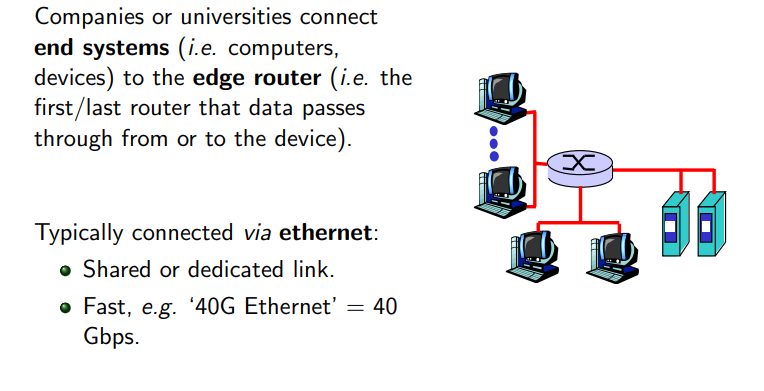 Companies or universities connect
end systems (i.e. computers,
devices) to the edge router (i.e. the
first/last router that data passes
through from or to the device).
Typically connected via ethernet:
Shared or dedicated link.
Fast, e.g. ‘40G Ethernet’ = 40
Gbps.